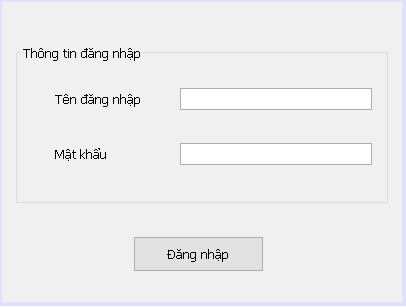 Thông tin đăng nhập
Tên đăng nhập
Mật khẩu
Đăng nhập